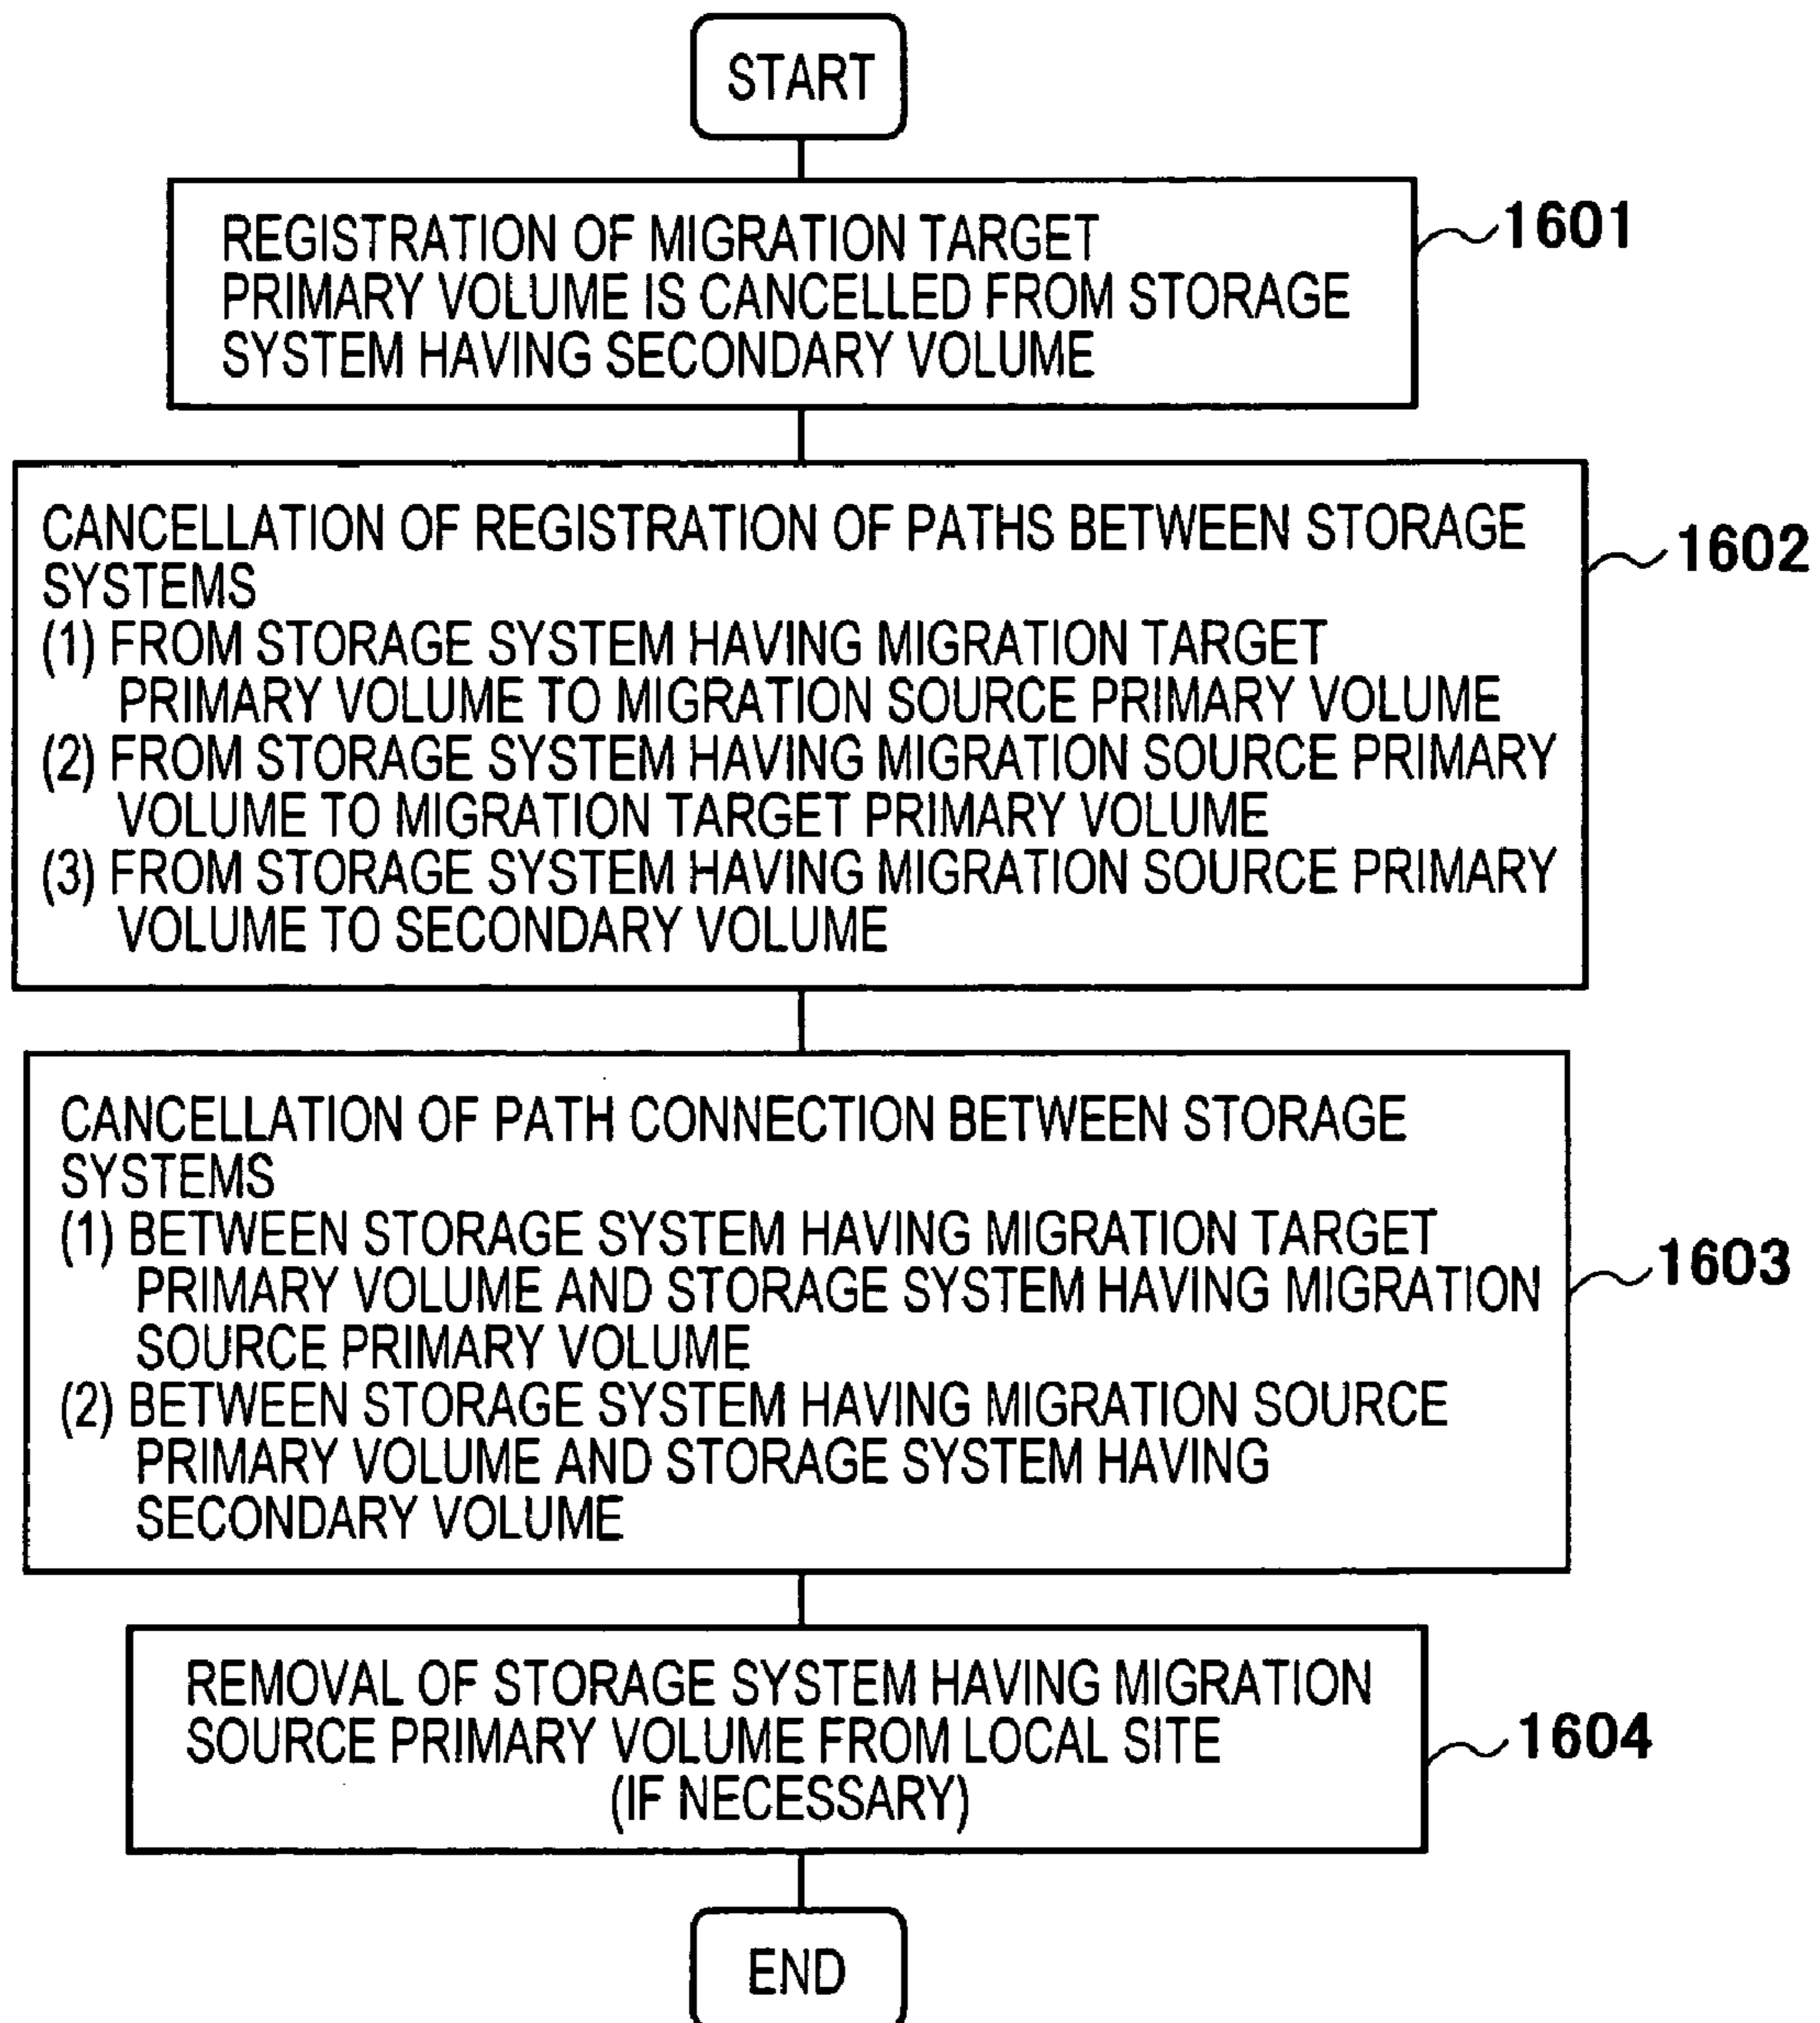 START
REGISTRATION OF MIGRATION TARGET
PRIMARY VOLUME IS CANCELLED FROM STORAGE
SYSTEM HAVING SECONDARY VOLUME
1601
CANCELLATION OF REGISTRATION OF PATHS BETWEEN STORAGE
SYSTEMS
(1) FROM STORAGE SYSTEM HAVING MIGRATION TARGET
PRIMARY VOLUME TO MIGRATION SOURCE PRIMARY VOLUME
(2) FROM STORAGE SYSTEM HAVING MIGRATION SOURCE PRIMARY
VOLUME TO MIGRATION TARGET PRIMARY VOLUME
(3) FROM STORAGE SYSTEM HAVING MIGRATION SOURCE PRIMARY
VOLUME TO SECONDARY VOLUME
1602
CANCELLATION OF PATH CONNECTION BETWEEN STORAGE
SYSTEMS
(1) BETWEEN STORAGE SYSTEM HAVING MIGRATION TARGET
PRIMARY VOLUME AND STORAGE SYSTEM HAVING MIGRATION
SOURCE PRIMARY VOLUME
(2) BETWEEN STORAGE SYSTEM HAVING MIGRATION SOURCE
PRIMARY VOLUME AND STORAGE SYSTEM HAVING
SECONDARY VOLUME
1603
REMOVAL OF STORAGE SYSTEM HAVING MIGRATION
SOURCE PRIMARY VOLUME FROM LOCAL SITE
(IF NECESSARY)
1604
END